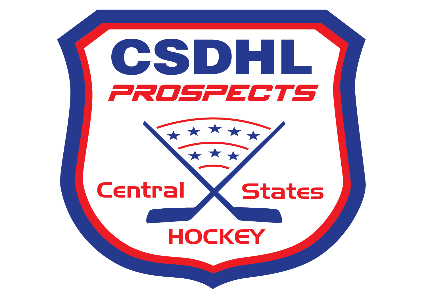 CSDHL
PROSPECTS
Central States
HOCKEY